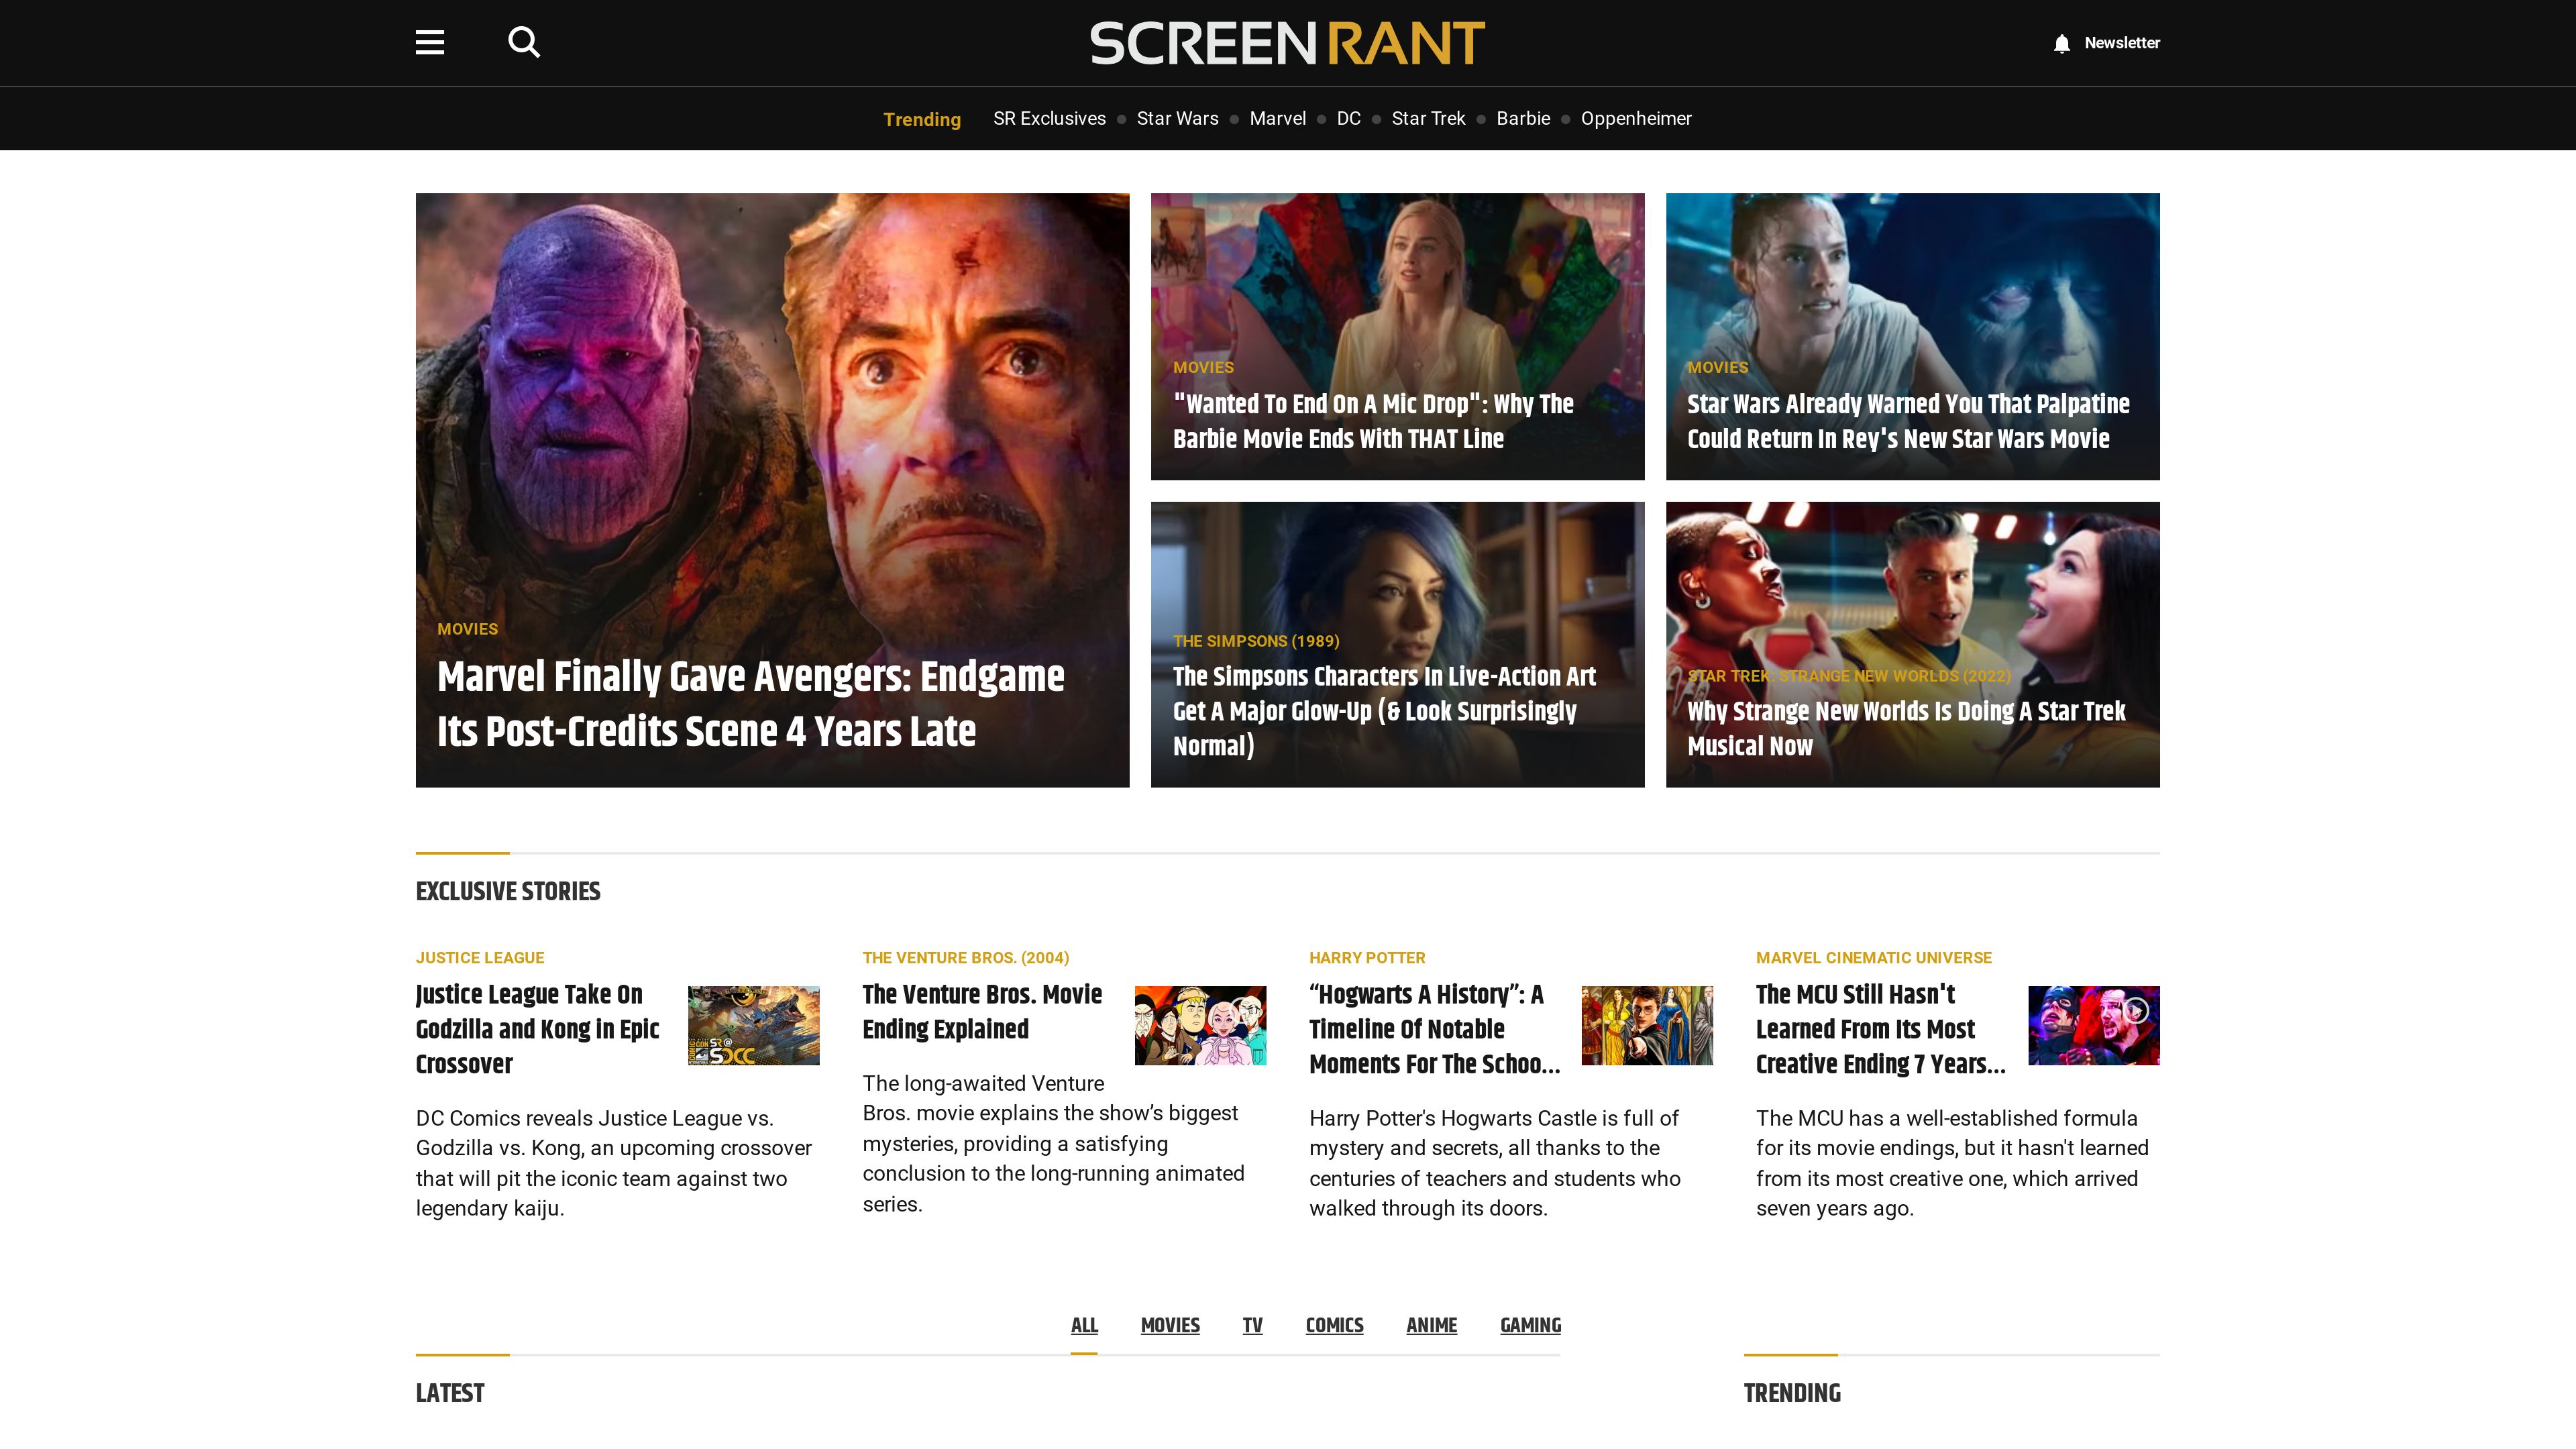 SCREENRANT
Newsletter
Trending
SR Exclusives
Star Wars
Marvel
DC
Star Trek
Barbie
Oppenheimer
MOVIES
Marvel Finally Gave Avengers: Endgame
Its Post-Credits Scene 4 Years Late
MOVIES
"Wanted To End On A Mic Drop": Why The
Barbie Movie Ends With THAT Line
MOVIES
Star Wars Already Warned You That Palpatine
Could Return In Rey's New Star Wars Movie
THE SIMPSONS (1989)
The Simpsons Characters In Live-Action Art
Get A Major Glow-Up (& Look Surprisingly
Normal)
STAR TREK: STRANGE NEW WORLDS (2022)
Why Strange New Worlds Is Doing A Star Trek
Musical Now
EXCLUSIVE STORIES
JUSTICE LEAGUE
Justice League Take On
Godzilla and Kong in Epic
Crossover
SR @
SDCC
DC Comics reveals Justice League vs.
Godzilla vs. Kong, an upcoming crossover
that will pit the iconic team against two
legendary kaiju.
THE VENTURE BROS. (2004)
The Venture Bros. Movie
Ending Explained
The long-awaited Venture
Bros. movie explains the show’s biggest
mysteries, providing a satisfying
conclusion to the long-running animated
series.
HARRY POTTER
“Hogwarts A History”: A
Timeline Of Notable
Moments For The Schoo...
Harry Potter's Hogwarts Castle is full of
mystery and secrets, all thanks to the
centuries of teachers and students who
walked through its doors.
MARVEL CINEMATIC UNIVERSE
The MCU Still Hasn't
Learned From Its Most
Creative Ending 7 Years...
The MCU has a well-established formula
for its movie endings, but it hasn't learned
from its most creative one, which arrived
seven years ago.
ALL
MOVIES
TV
COMICS
ANIME
GAMING
LATEST
TRENDING